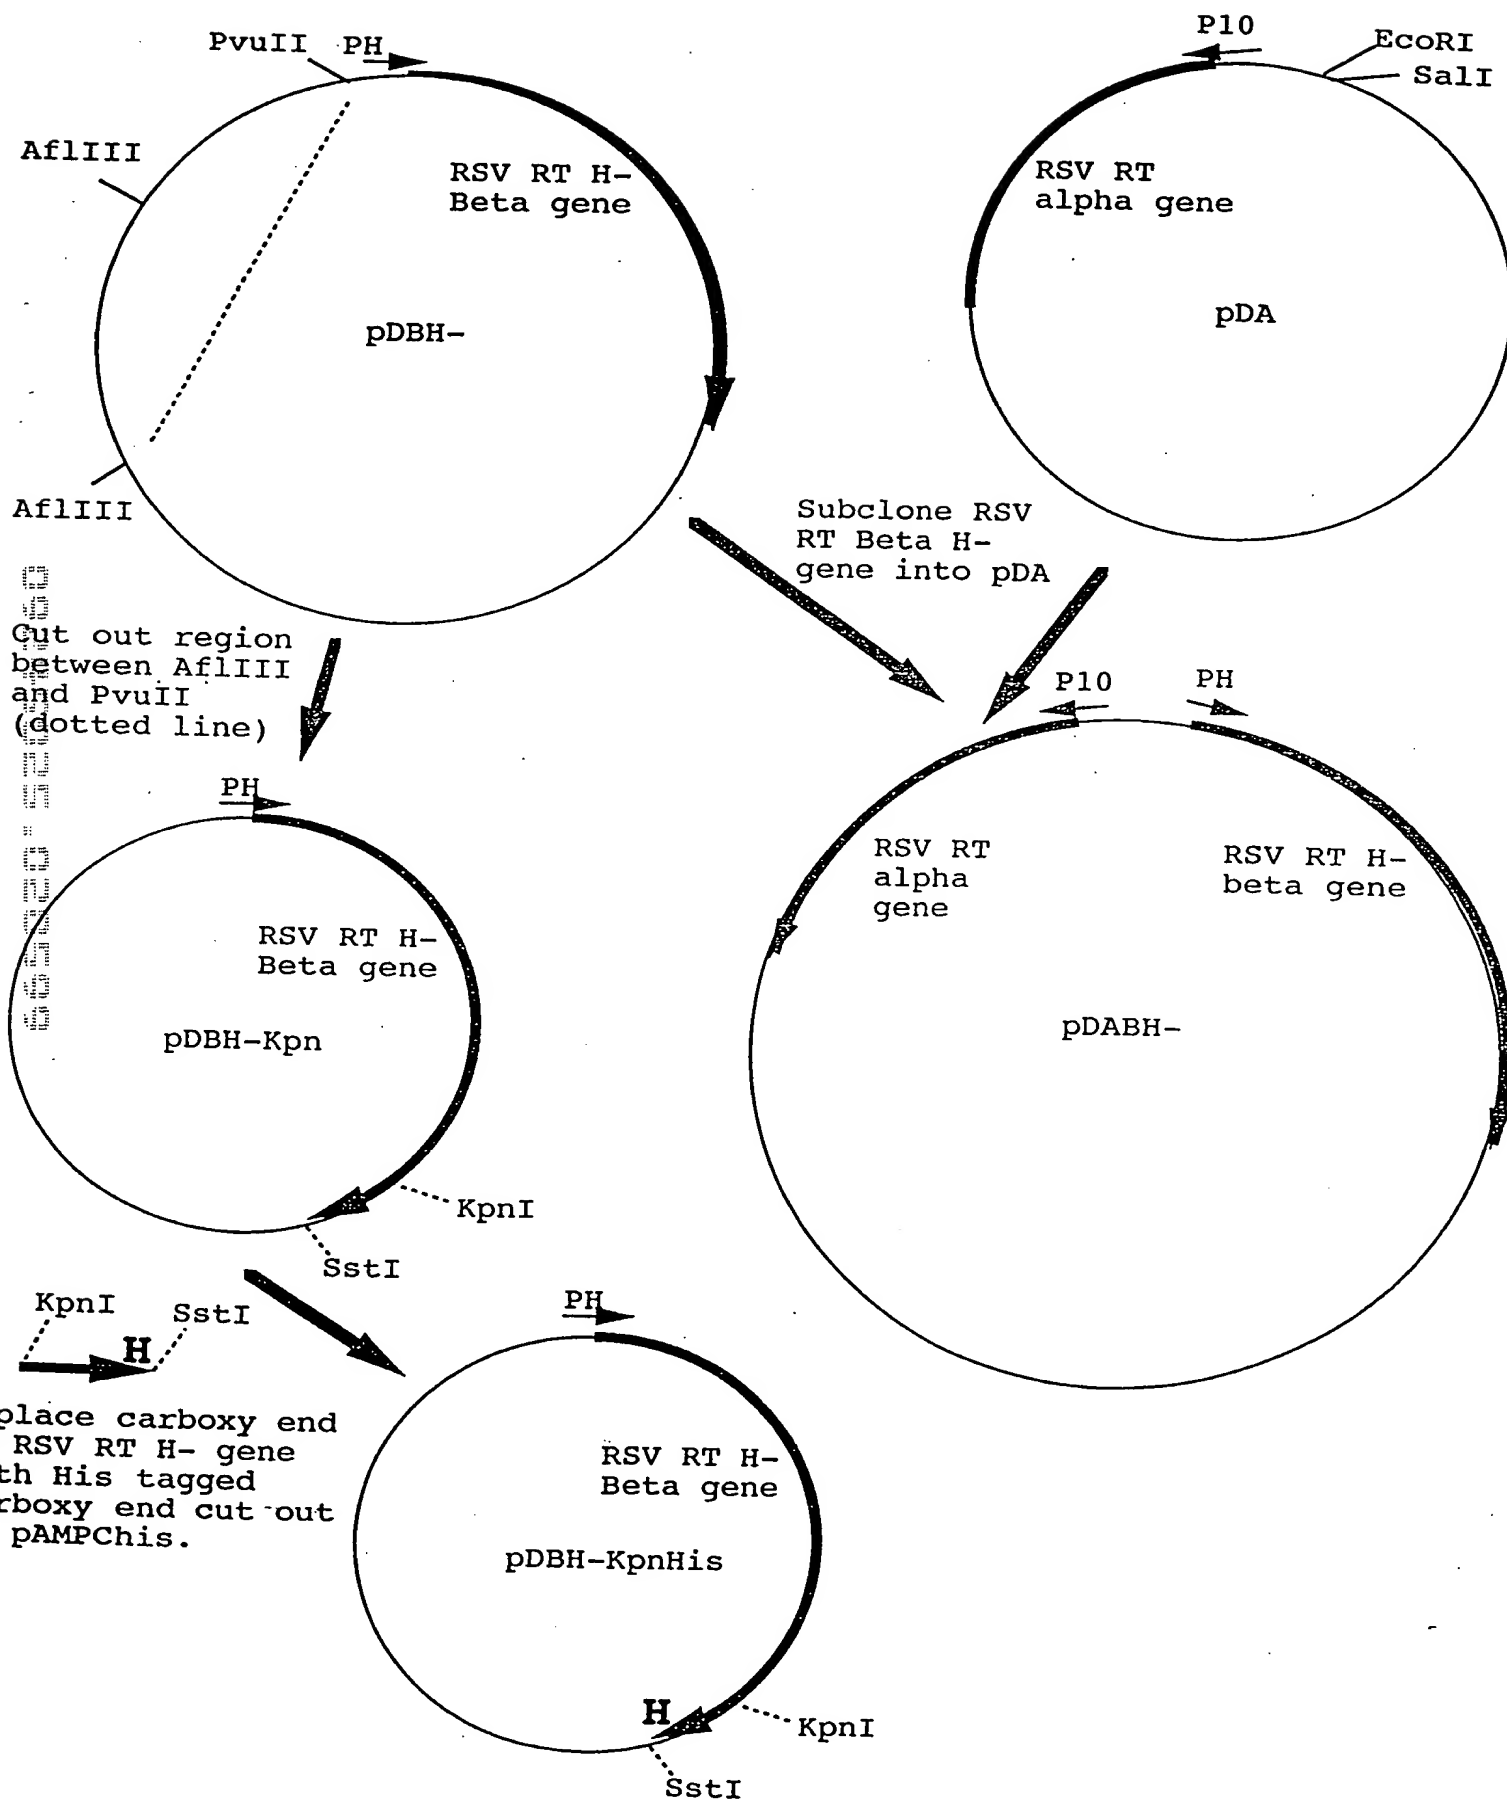 PvuII PH
AflIII
RSV RT H-
Beta gene
pDBH-
AflIII
P10
EcoRI
SalI
RSV RT
alpha gene
pDA
Subclone RSV
RT Beta H-
gene into pDA
Cut out region
between AflIII
and PvuII
(dotted line)
P10 PH
RSV RT
alpha
gene
RSV RT H-
beta gene
pDABH-
PH
RSV RT H-
Beta gene
pDBH-Kpn
KpnI
SstI
KpnI SstI
H
place carboxy end
RSV RT H- gene
th His tagged
rboxy end cut out
pAMPChis.
PH
RSV RT H-
Beta gene
pDBH-KpnHis
H
KpnI
SstI